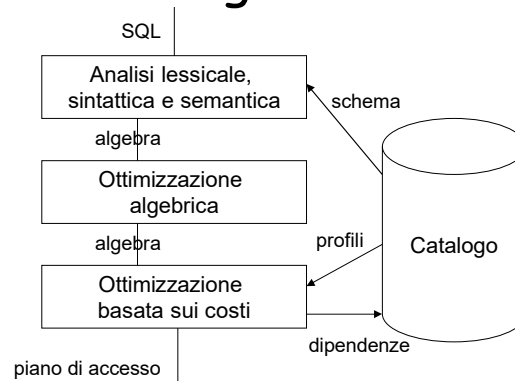 SQL
Analisi lessicale,
sintattica e semantica
schema
algebra
Ottimizzazione
algebrica
algebra
profili
Catalogo
Ottimizzazione
basata sui costi
dipendenze
piano di accesso